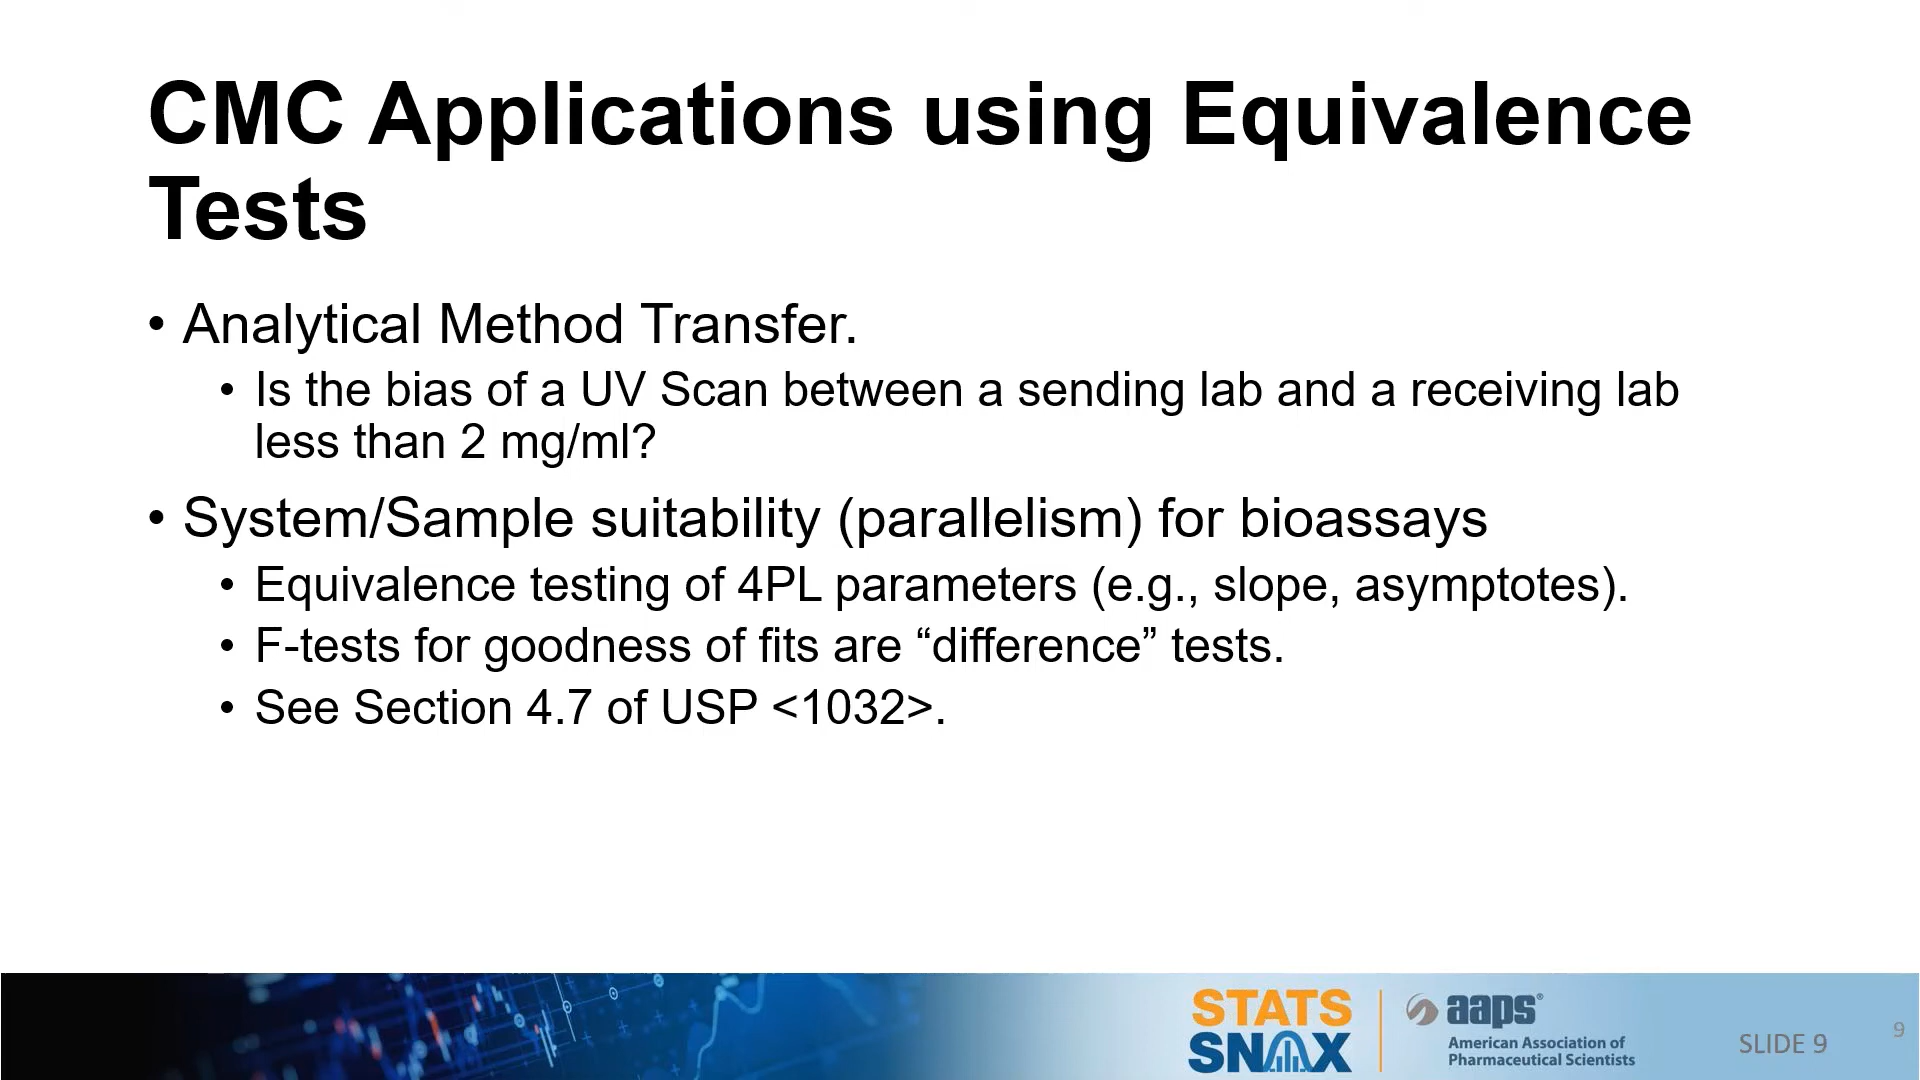 CMC Applications using Equivalence
Tests
• Analytical Method Transfer.
• Is the bias of a UV Scan between a sending lab and a receiving lab
less than 2 mg/ml?
• System/Sample suitability (parallelism) for bioassays
• Equivalence testing of 4PL parameters (e.g., slope, asymptotes).
• F-tests for goodness of fits are “difference” tests.
• See Section 4.7 of USP <1032>.
STATS
SNAX
aaps®
American Association of
Pharmaceutical Scientists
SLIDE 9
9